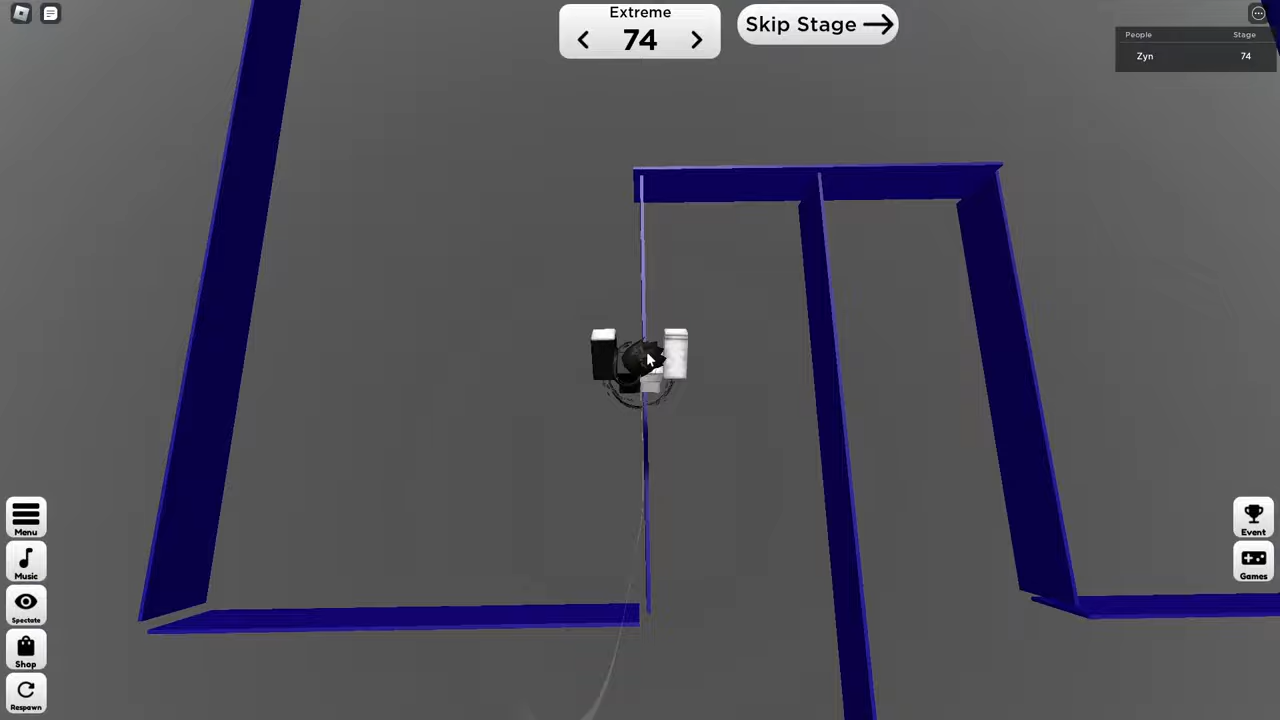 Extreme
74
Skip Stage
People Stage
Zyn 74
Menu
Music
Spectate
Shop
Respawn
Event
Games